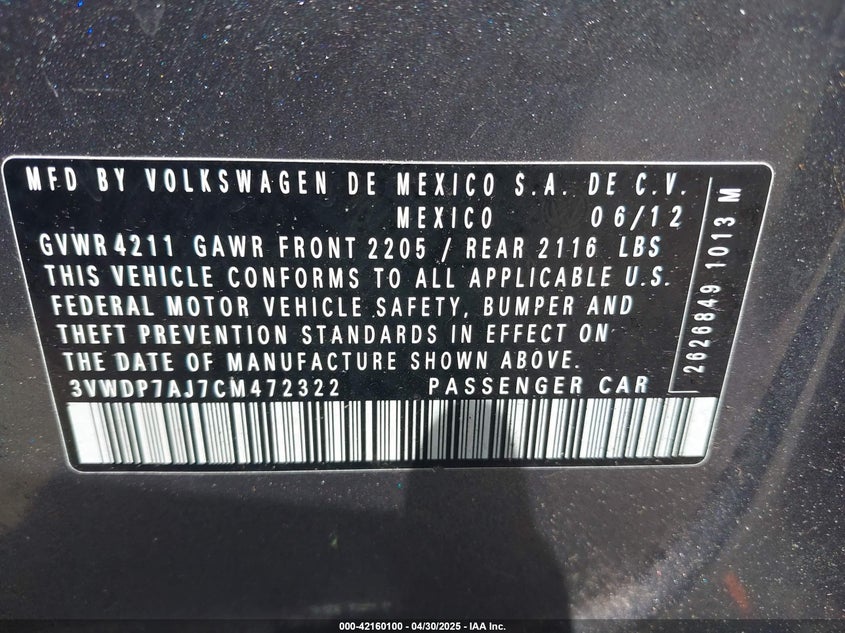 MFD BY VOLKSWAGEN DE MEXICO S.A. DE C.V.
MEXICO 06/12
GVWR 4211 GAWR FRONT 2205 / REAR 2116 LBS
THIS VEHICLE CONFORMS TO ALL APPLICABLE U.S.
FEDERAL MOTOR VEHICLE SAFETY, BUMPER AND
THEFT PREVENTION STANDARDS IN EFFECT ON
THE DATE OF MANUFACTURE SHOWN ABOVE.
3VWDP7AJ7CM472322 PASSENGER CAR
2626849 1013 M
000-42160100 - 04/30/2025 - IAA Inc.